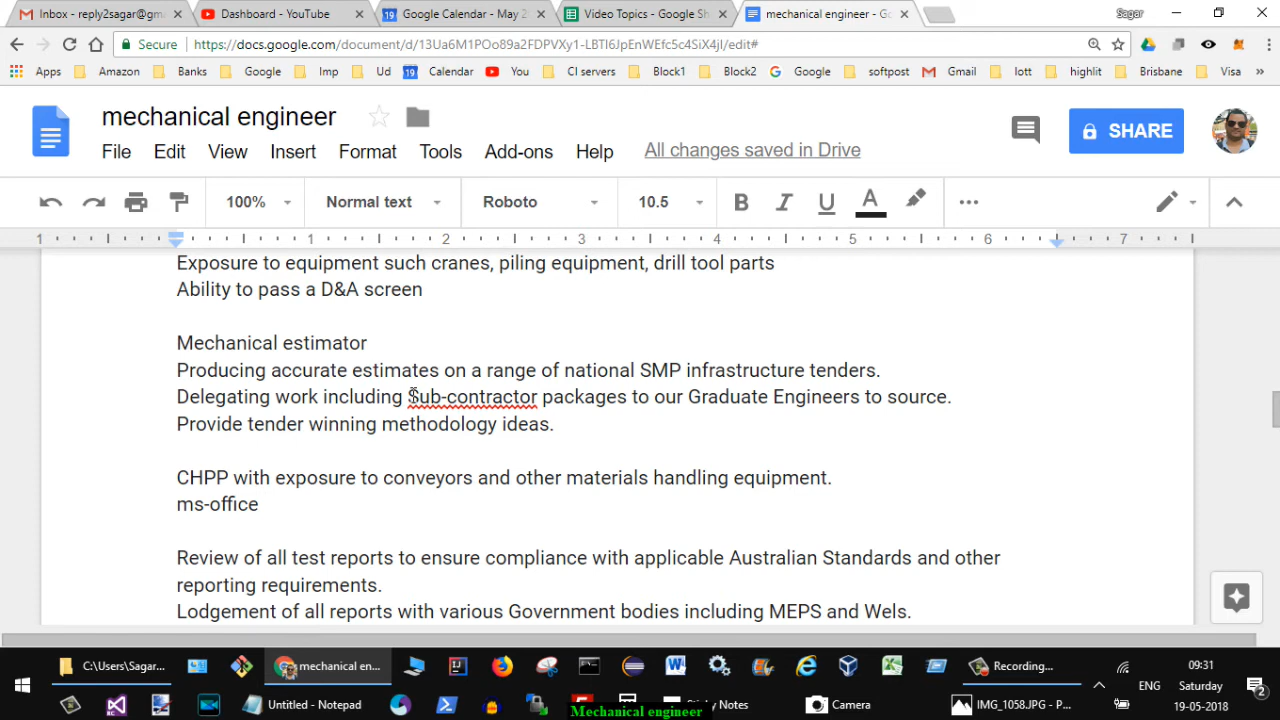 Inbox - reply2sagar@gm
Dashboard - YouTube
Google Calendar - May 2
Video Topics - Google Sh
mechanical engineer - Go
Sagar
Secure
https://docs.google.com/document/d/13Ua6M1POo89a2FDPVXy1-LBTI6JpEnWEfc5c4SiX4jI/edit#
Apps
Amazon
Banks
Google
Imp
Ud
Calendar
You
CI servers
Block1
Block2
Google
softpost
Gmail
lott
highlit
Brisbane
Visa
»
mechanical engineer
SHARE
File Edit View Insert Format Tools Add-ons Help All changes saved in Drive
100% Normal text Roboto 10.5 B I U A
1 1 2 3 4 5 6 7
Exposure to equipment such cranes, piling equipment, drill tool parts
Ability to pass a D&A screen
Mechanical estimator
Producing accurate estimates on a range of national SMP infrastructure tenders.
Delegating work including Sub-contractor packages to our Graduate Engineers to source.
Provide tender winning methodology ideas.
CHPP with exposure to conveyors and other materials handling equipment.
ms-office
Review of all test reports to ensure compliance with applicable Australian Standards and other
reporting requirements.
Lodgement of all reports with various Government bodies including MEPS and Wels.
C:\Users\Sagar...
mechanical en...
Recording...
09:31
ENG
Saturday
Untitled - Notepad
Sticky Notes
Camera
IMG_1058.JPG - P...
19-05-2018
2
Mechanical engineer